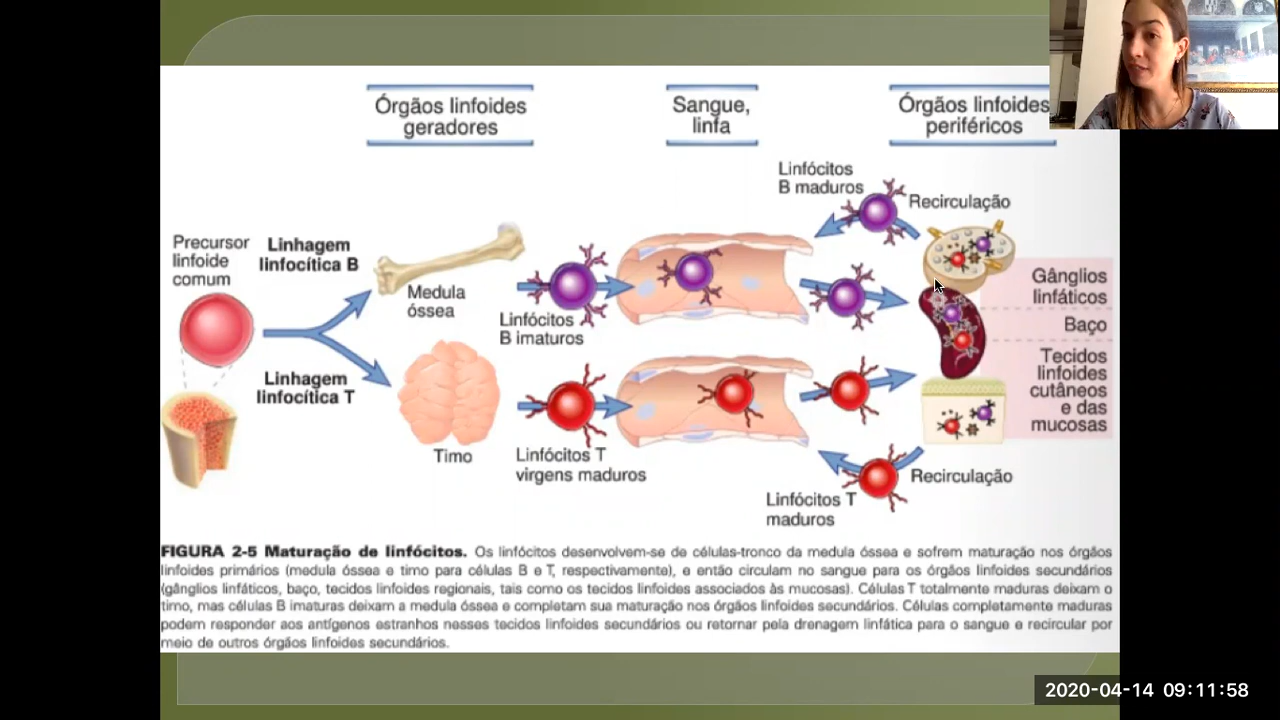 Órgãos linfoides
geradores
Sangue,
linfa
Órgãos linfoides
periféricos
Linfócitos
B maduros
Recirculação
Precursor
linfoide
comum
Linhagem
linfocítica B
Medula
óssea
Linfócitos
B imaturos
Gânglios
linfáticos
Baço
Tecidos
linfoides
cutâneos
e das
mucosas
Linhagem
linfocítica T
Timo
Linfócitos T
virgens maduros
Linfócitos T
maduros
Recirculação
FIGURA 2-5 Maturação de linfócitos. Os linfócitos desenvolvem-se de células-tronco da medula óssea e sofrem maturação nos órgãos
linfoides primários (medula óssea e timo para células B e T, respectivamente), e então circulam no sangue para os órgãos linfoides secundários
(gânglios linfáticos, baço, tecidos linfoides regionais, tais como os tecidos linfoides associados às mucosas). Células T totalmente maduras deixam o
timo, mas células B imaturas deixam a medula óssea e completam sua maturação nos órgãos linfoides secundários. Células completamente maduras
podem responder aos antígenos estranhos nesses tecidos linfoides secundários ou retornar pela drenagem linfática para o sangue e recircular por
meio de outros órgãos linfoides secundários.
2020-04-14 09:11:58